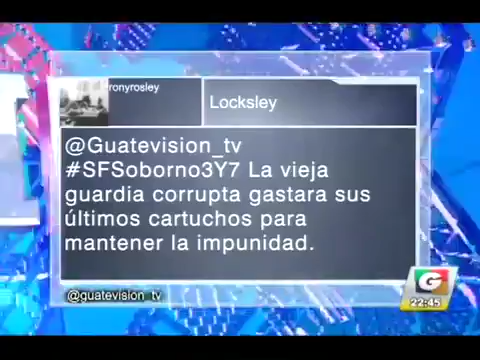 ronyrosley
Locksley
@Guatevision_tv
#SFSoborno3Y7 La vieja
guardia corrupta gastara sus
últimos cartuchos para
mantener la impunidad.
@guatevision_tv
G
22:45